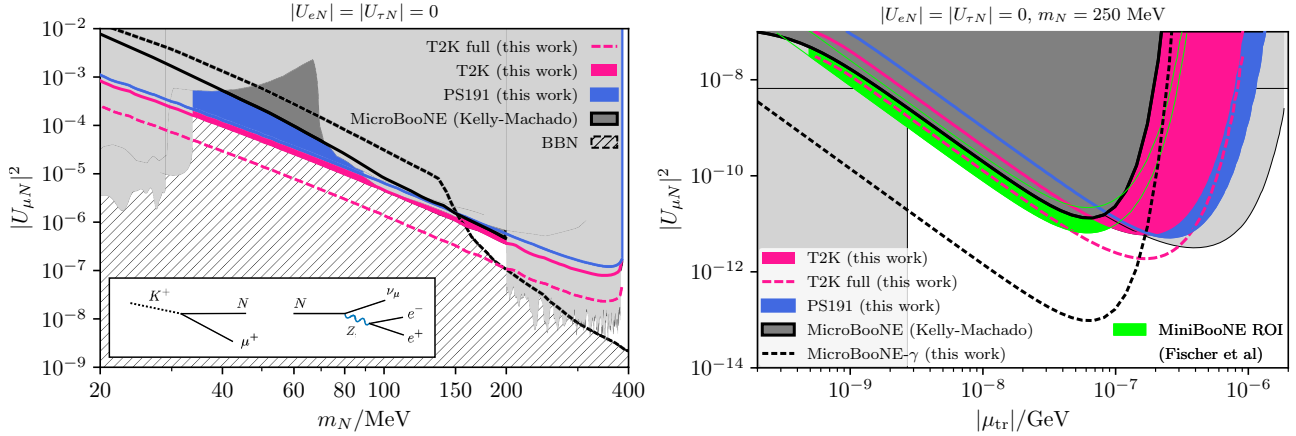 |U_{eN}| = |U_{τN}| = 0
10^{-2}
10^{-3}
10^{-4}
10^{-5}
10^{-6}
10^{-7}
10^{-8}
10^{-9}
|U_{μN}|^2
T2K full (this work)
T2K (this work)
PS191 (this work)
MicroBooNE (Kelly-Machado)
BBN
K^+
N
μ^+
N
ν_μ
Z
e^-
e^+
20
40
60
80
100
150
200
400
m_N/MeV
|U_{eN}| = |U_{τN}| = 0, m_N = 250 MeV
10^{-8}
10^{-10}
10^{-12}
10^{-14}
|U_{μN}|^2
T2K (this work)
T2K full (this work)
PS191 (this work)
MicroBooNE (Kelly-Machado)
MicroBooNE-γ (this work)
MiniBooNE ROI
(Fischer et al)
10^{-9}
10^{-8}
10^{-7}
10^{-6}
|μ_{tr}|/GeV